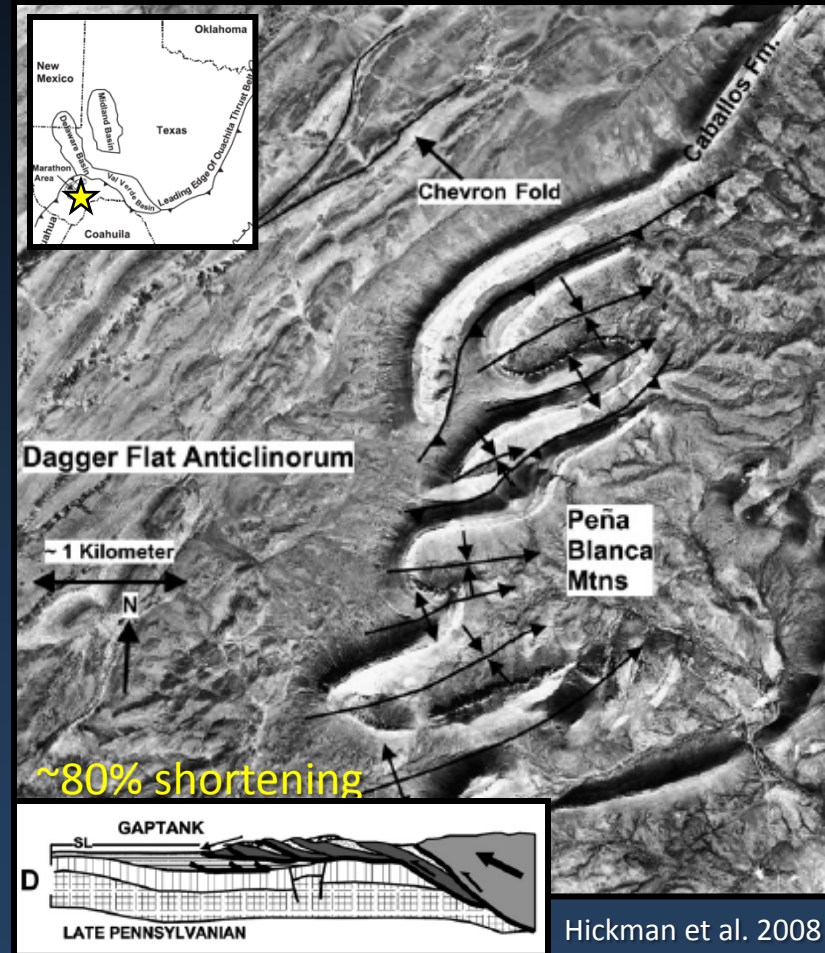 Oklahoma
New
Mexico
Midland Basin
Texas
Delaware Basin
Marathon
Area
Val Verde Basin
Leading Edge Of Ouachita Thrust Belt
Coahuila
Caballos Fm.
Chevron Fold
Dagger Flat Anticlinorum
~ 1 Kilometer
N
Peña
Blanca
Mtns
~80% shortening
GAPTANK
SL
D
LATE PENNSYLVANIAN
Hickman et al. 2008